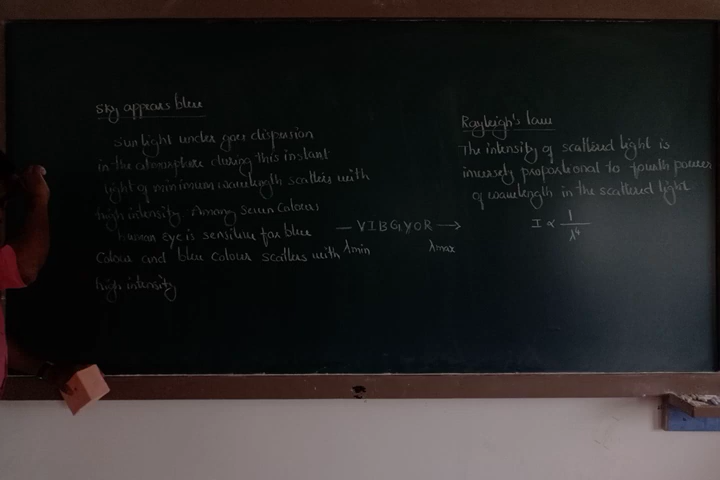 Sky appears blue
Sun light under goes dispersion
in the atmosphere during this instant
light of minimum wavelength scatters with
high intensity. Among seven colours
human eye is sensitive for blue
colour and blue colour scatters with
high intensity
— VIBGYOR →
λmin λmax
Rayleigh's law
The intensity of scattered light is
inversely proportional to fourth power
of wavelength in the scattered light
I ∝ 1/λ⁴